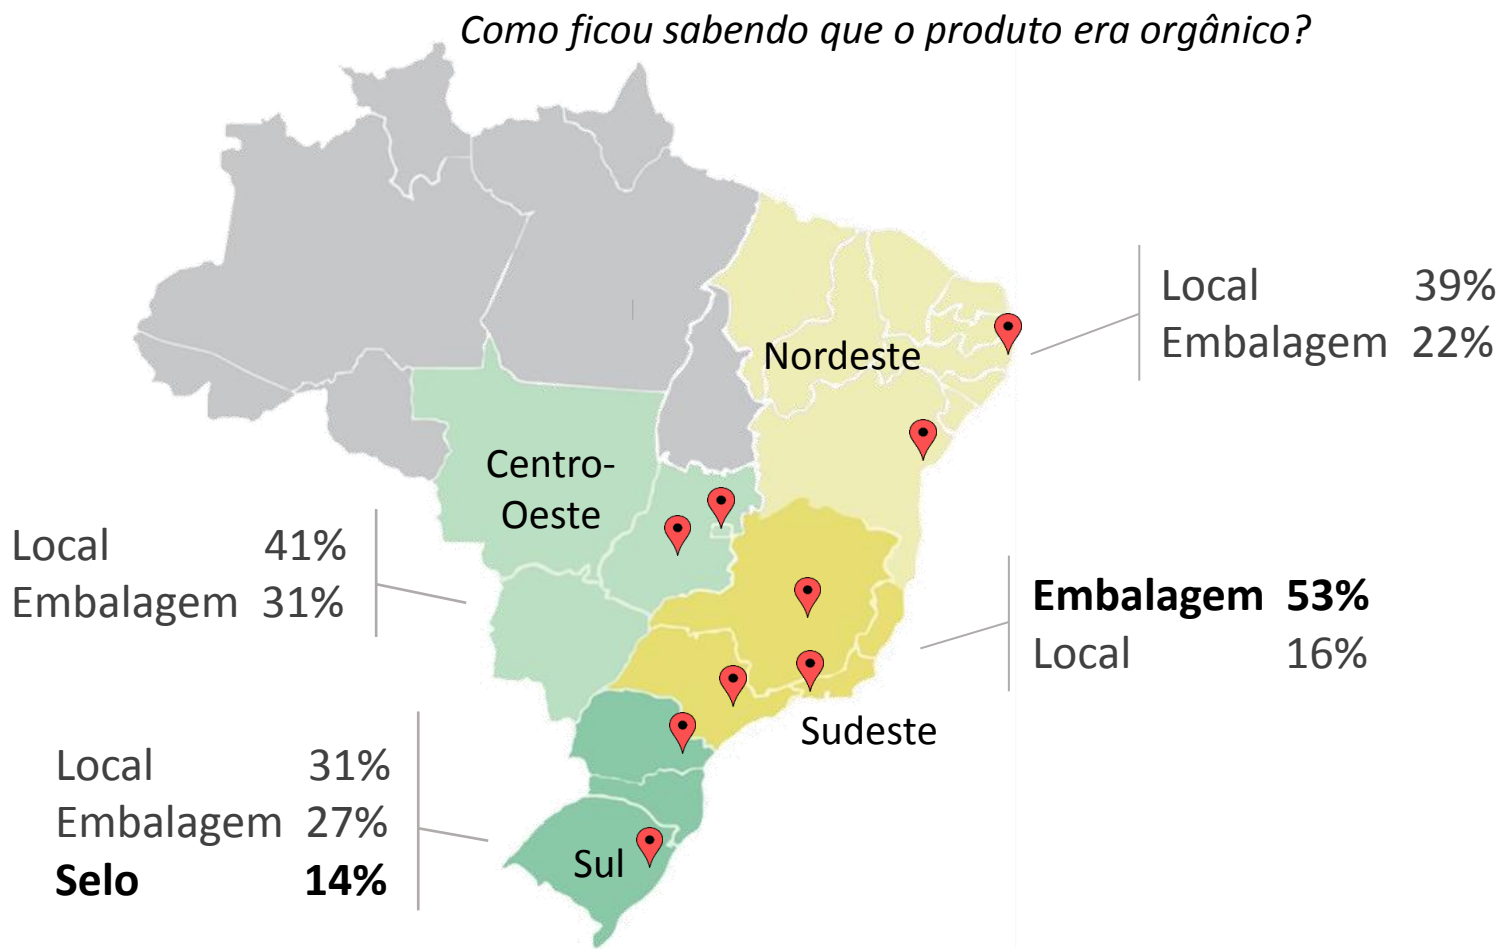 Como ficou sabendo que o produto era orgânico?
Local 39%
Embalagem 22%
Nordeste
Centro-
Oeste
Local 41%
Embalagem 31%
Embalagem 53%
Local 16%
Sudeste
Local 31%
Embalagem 27%
Selo 14%
Sul